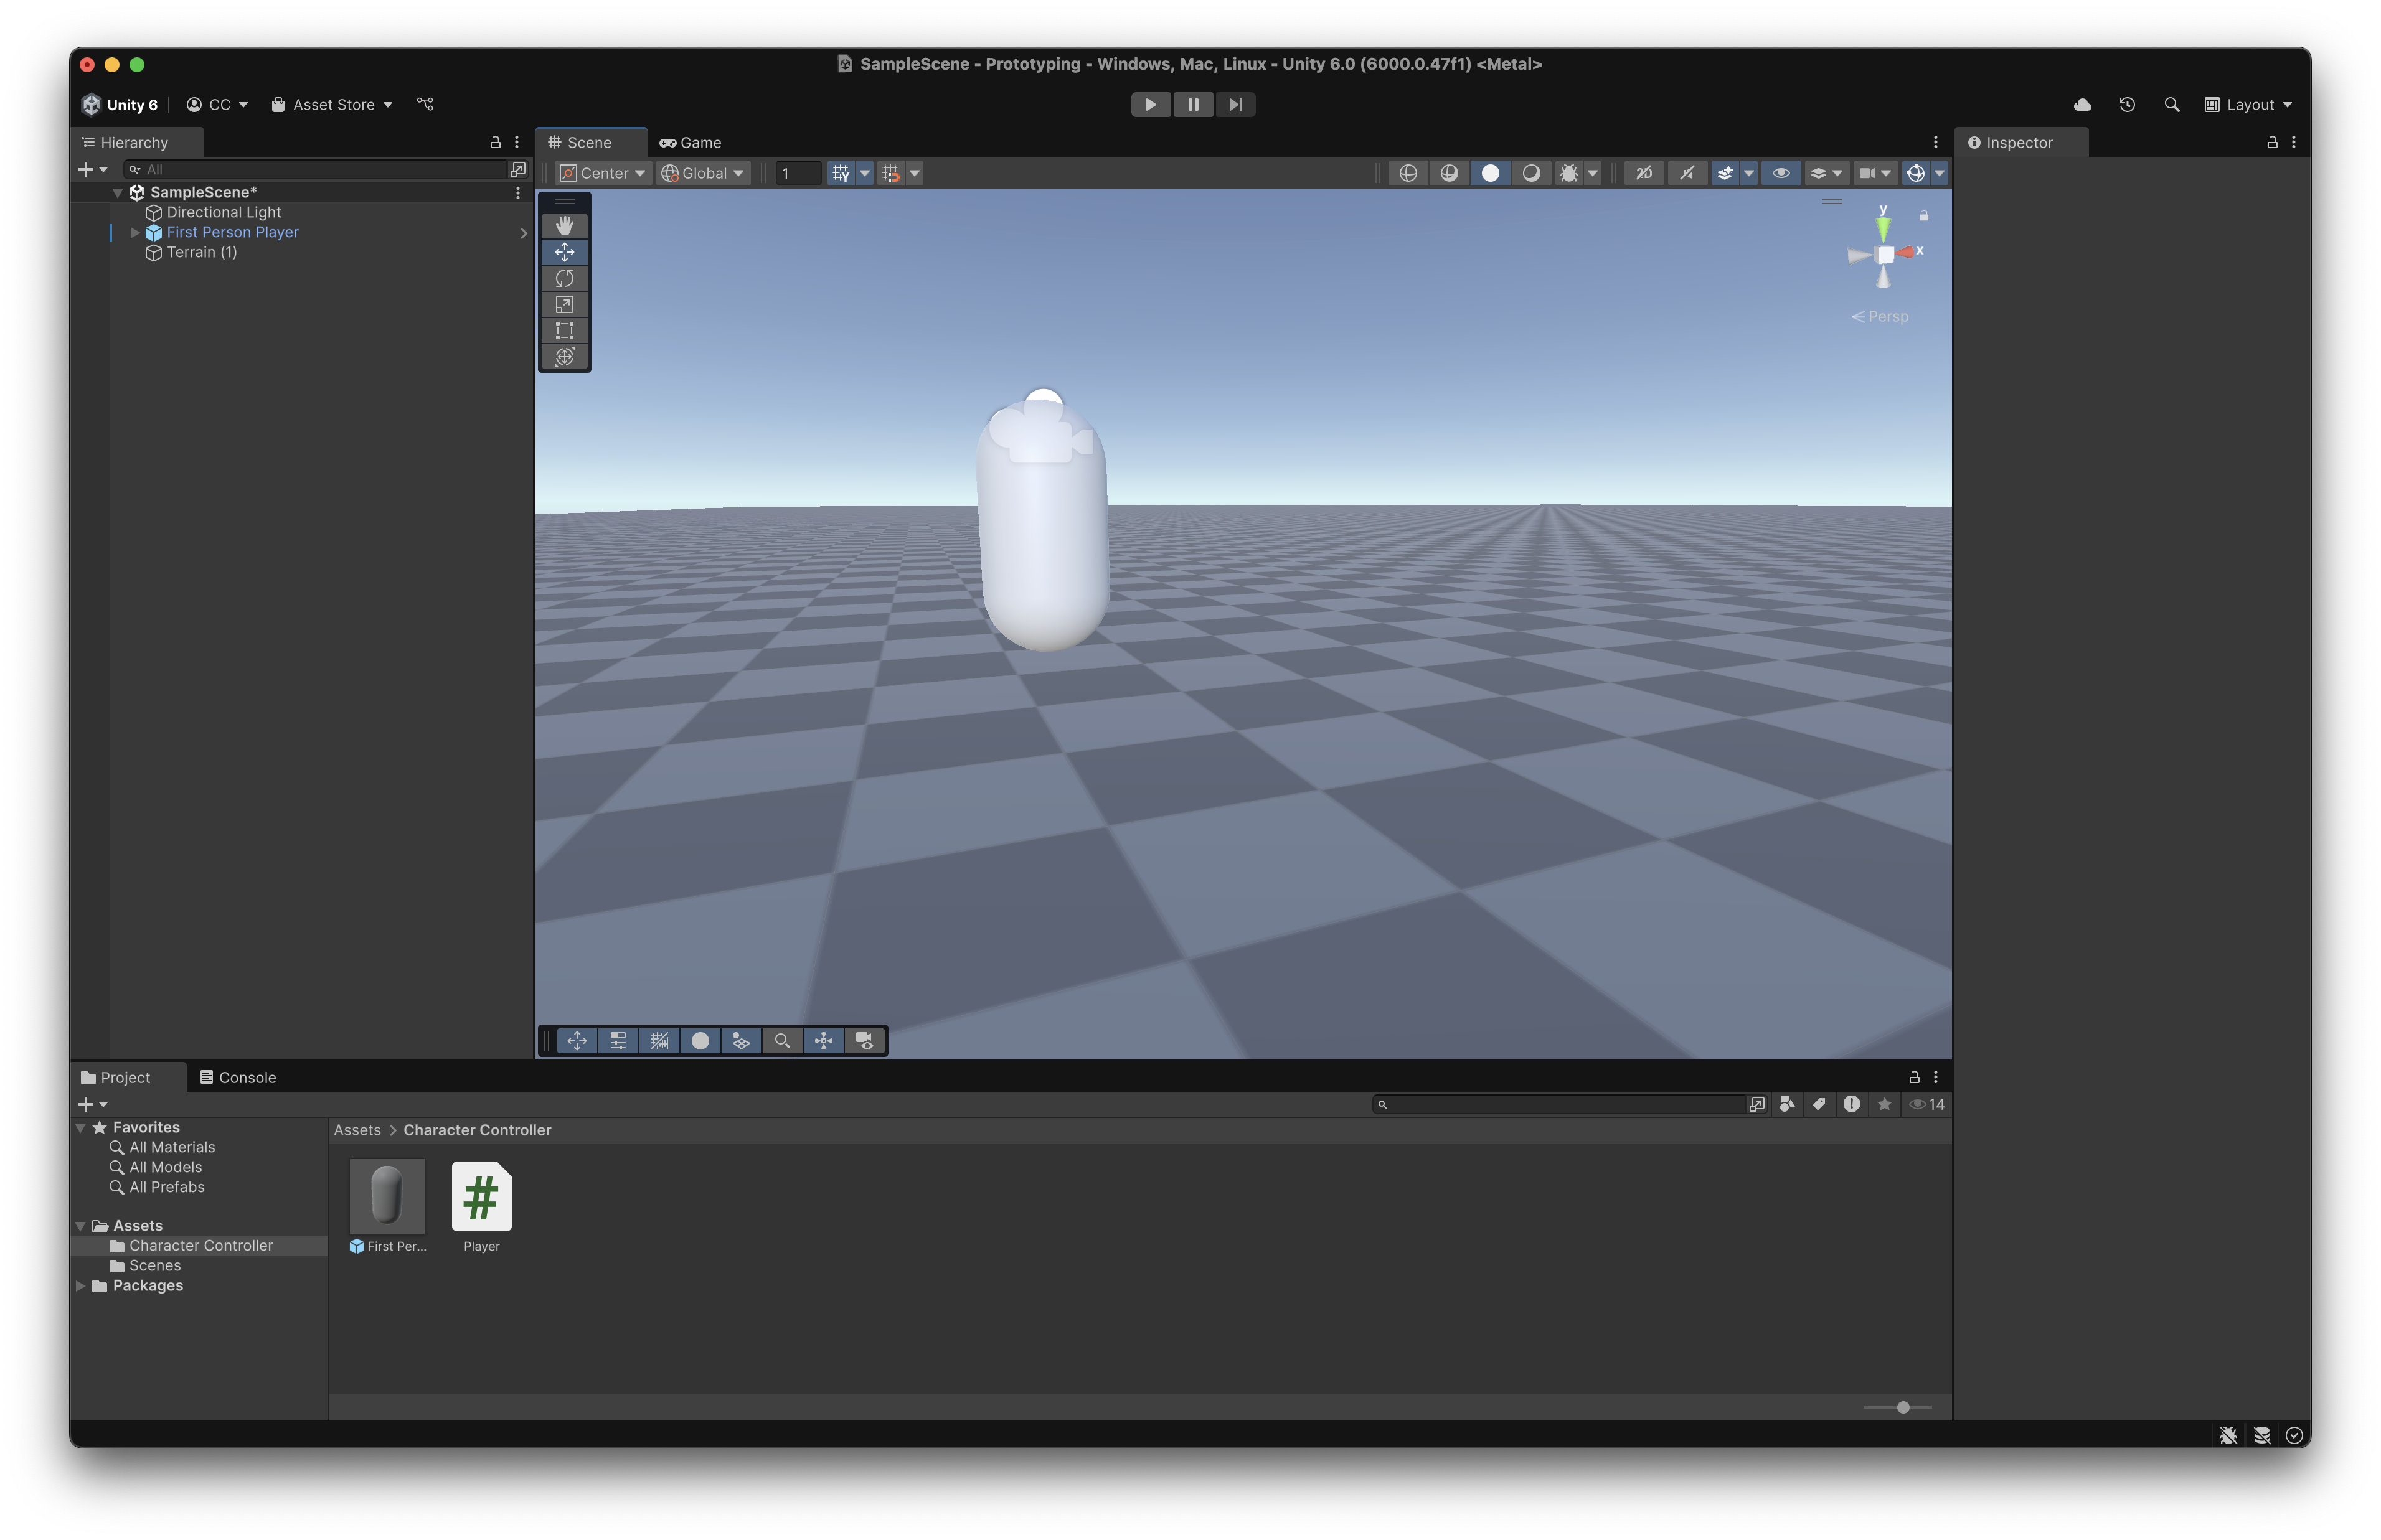 SampleScene - Prototyping - Windows, Mac, Linux - Unity 6.0 (6000.0.47f1) <Metal>
Unity 6
CC
Asset Store
Layout
Hierarchy
Scene
Game
Inspector
All
Center
Global
1
2D
SampleScene*
Directional Light
First Person Player
Terrain (1)
y
x
Persp
Project
Console
14
Favorites
All Materials
All Models
All Prefabs
Assets
Character Controller
Scenes
Packages
Assets > Character Controller
#
First Per...
Player